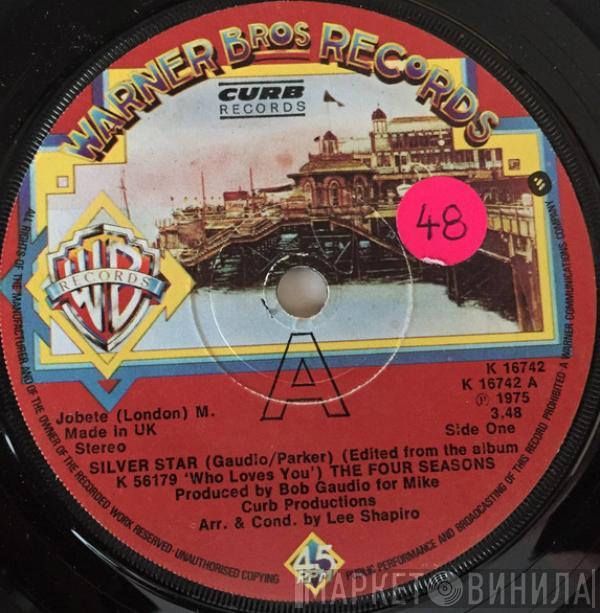 WARNER BROS RECORDS
CURB
RECORDS
48
WB
RECORDS
A
K 16742
K 16742 A
℗ 1975
3.48
Side One
Jobete (London) M.
Made in UK
Stereo
SILVER STAR (Gaudio/Parker) (Edited from the album
K 56179 'Who Loves You') THE FOUR SEASONS
Produced by Bob Gaudio for Mike
Curb Productions
Arr. & Cond. by Lee Shapiro
45
RPM
ALL RIGHTS OF THE MANUFACTURER AND OF THE OWNER OF THE RECORDED WORK RESERVED·UNAUTHORISED COPYING PUBLIC PERFORMANCE AND BROADCASTING OF THIS RECORD PROHIBITED A WARNER COMMUNICATIONS COMPANY
МАРКЕТ ВИНИЛА